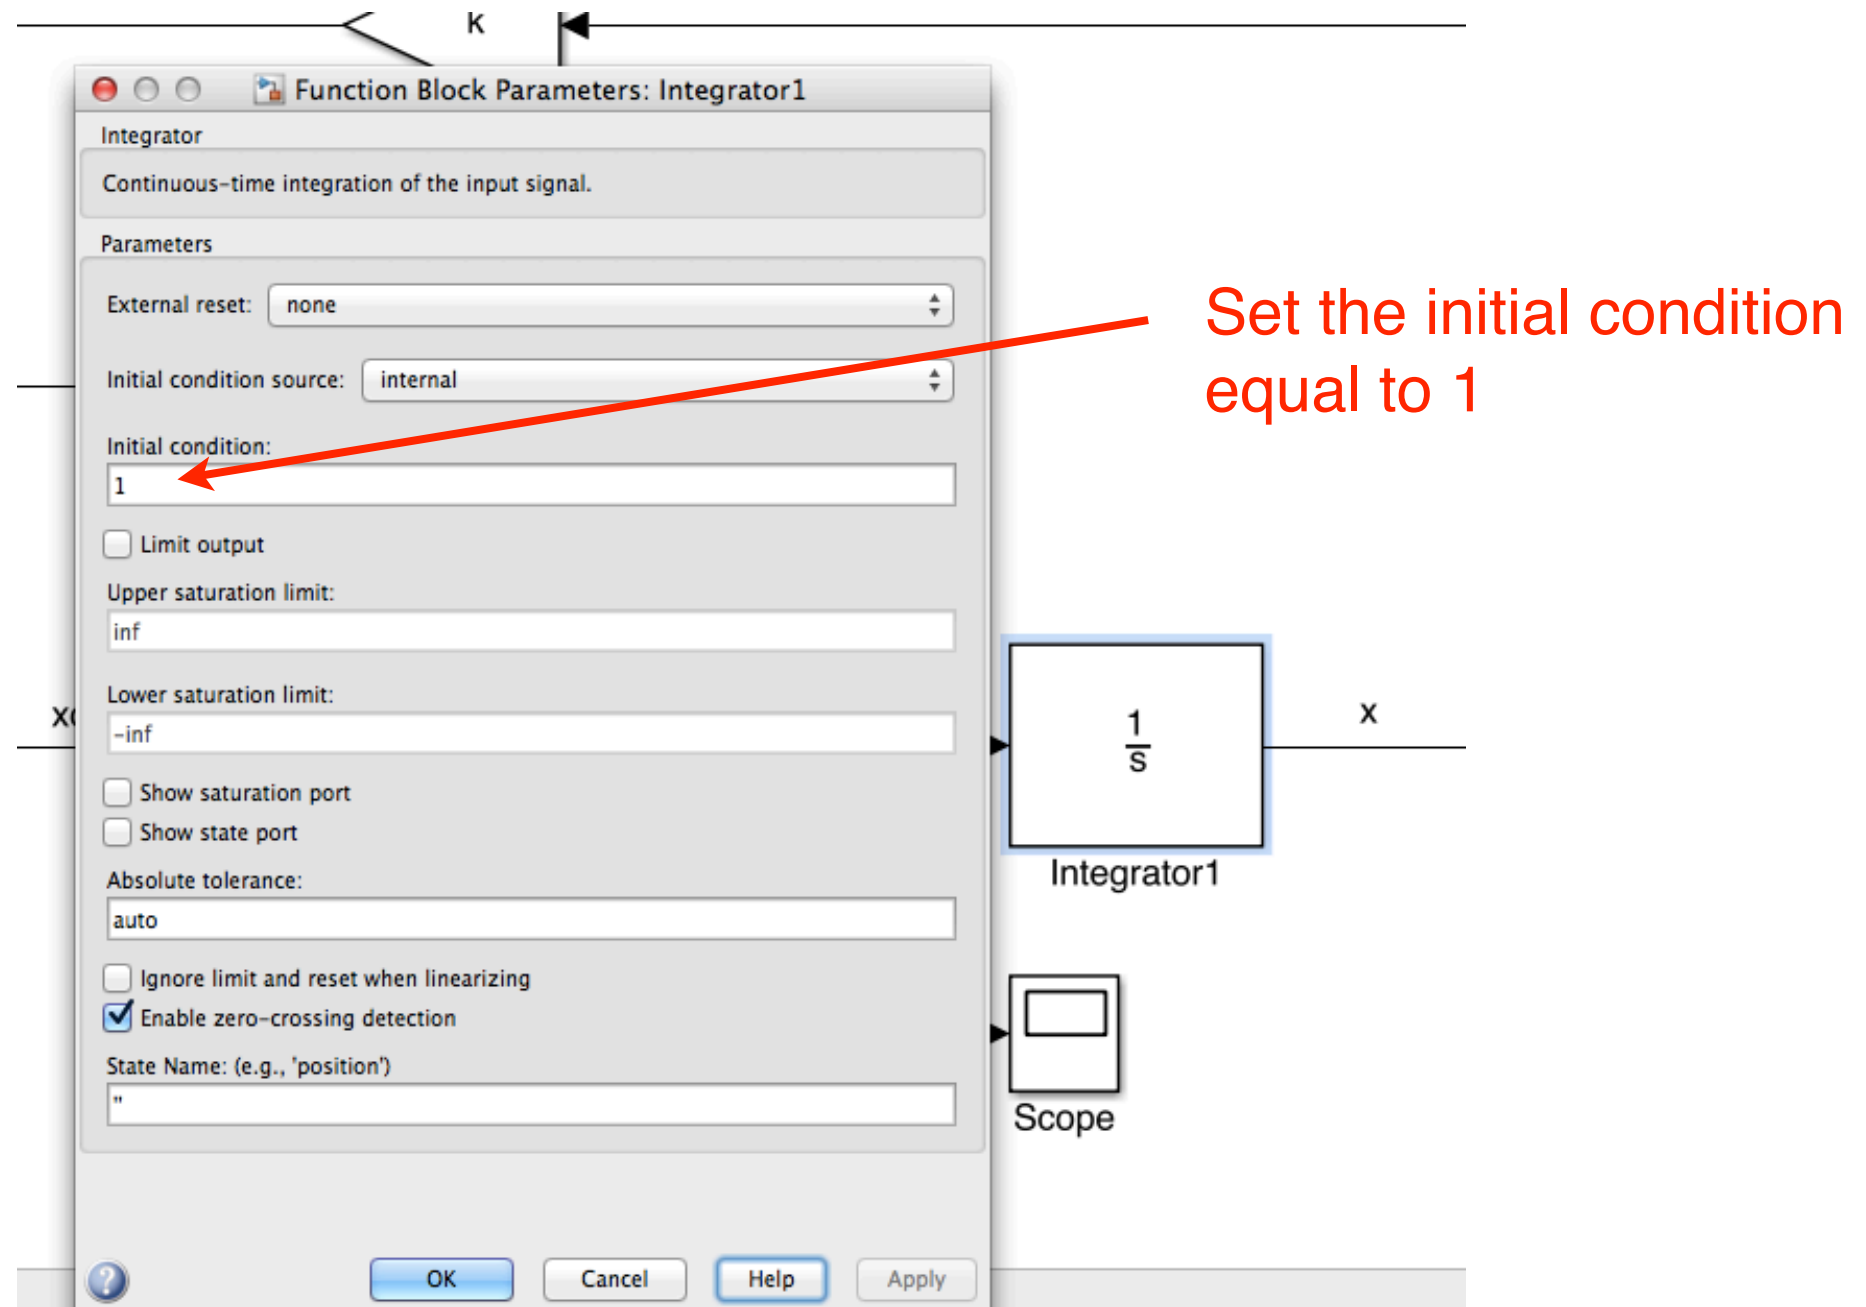 K
Function Block Parameters: Integrator1
Integrator
Continuous-time integration of the input signal.
Parameters
External reset: none
Set the initial condition
equal to 1
Initial condition source: internal
Initial condition:
1
Limit output
Upper saturation limit:
inf
Lower saturation limit:
-inf
x
1
s
x
Show saturation port
Show state port
Integrator1
Absolute tolerance:
auto
Ignore limit and reset when linearizing
Enable zero-crossing detection
State Name: (e.g., 'position')
''
Scope
?
OK Cancel Help Apply